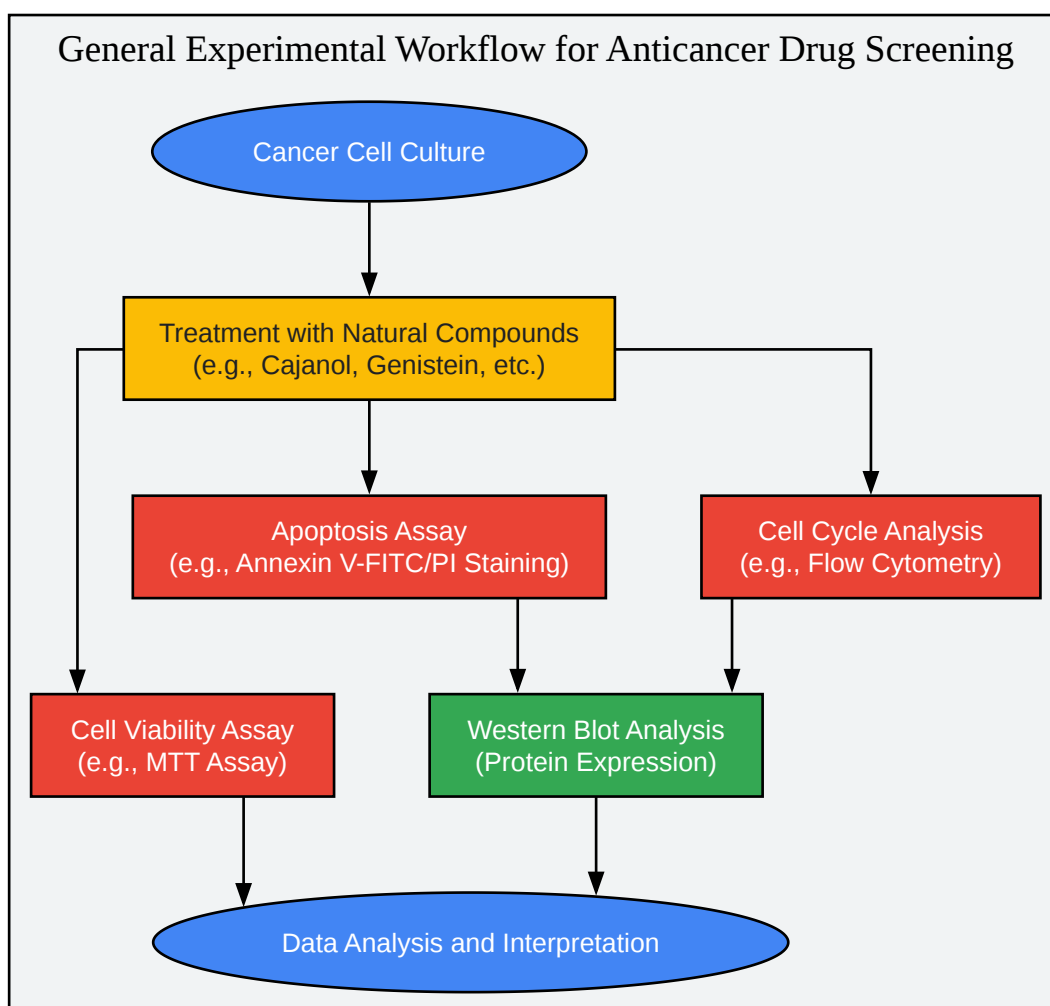 General Experimental Workflow for Anticancer Drug Screening
Cancer Cell Culture
Treatment with Natural Compounds
(e.g., Cajanol, Genistein, etc.)
Apoptosis Assay
(e.g., Annexin V-FITC/PI Staining)
Cell Cycle Analysis
(e.g., Flow Cytometry)
Cell Viability Assay
(e.g., MTT Assay)
Western Blot Analysis
(Protein Expression)
Data Analysis and Interpretation